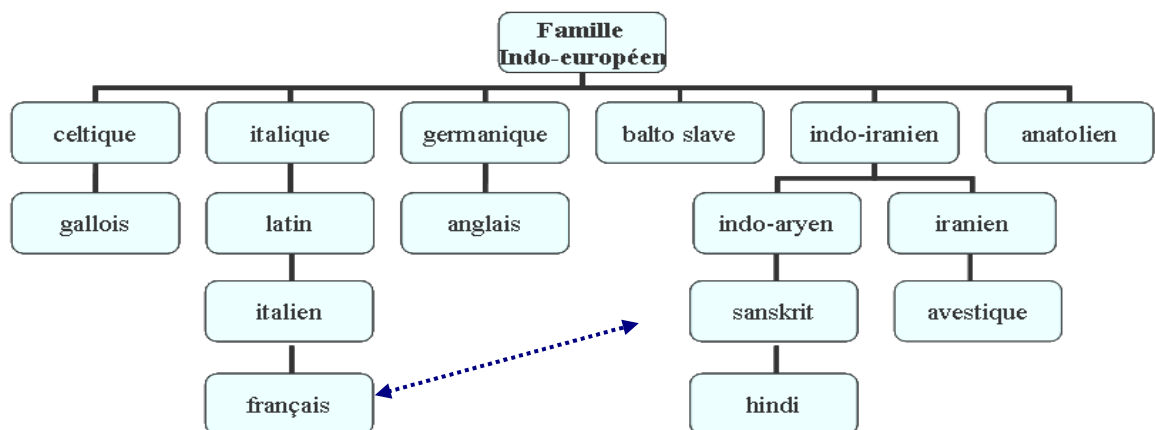 Famille
Indo-européen
celtique
italique
germanique
balto slave
indo-iranien
anatolien
gallois
latin
anglais
indo-aryen
iranien
italien
sanskrit
avestique
français
hindi